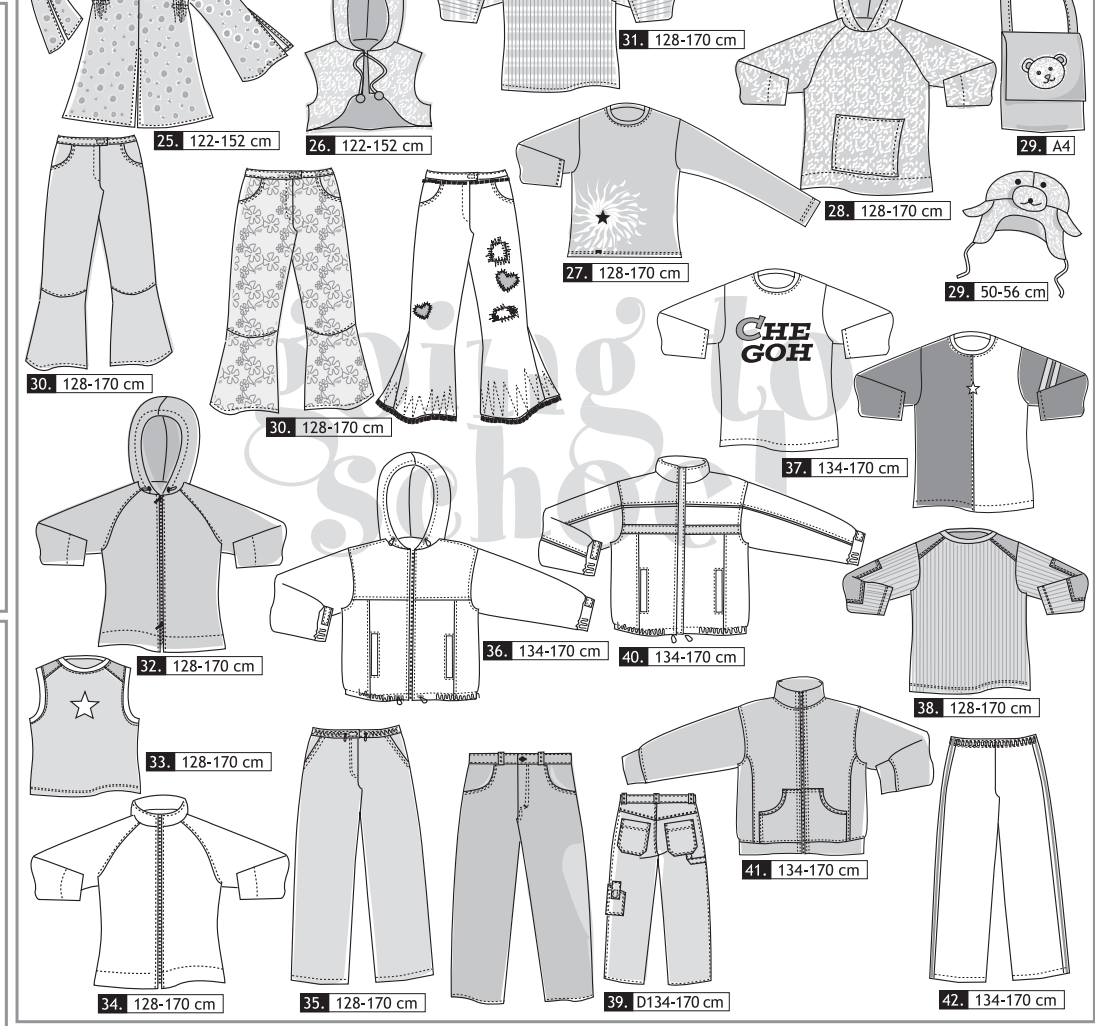 31. 128-170 cm
25. 122-152 cm
26. 122-152 cm
29. A4
28. 128-170 cm
27. 128-170 cm
29. 50-56 cm
going to
school
CHE
GOH
30. 128-170 cm
30. 128-170 cm
37. 134-170 cm
32. 128-170 cm
36. 134-170 cm
40. 134-170 cm
38. 128-170 cm
33. 128-170 cm
41. 134-170 cm
34. 128-170 cm
35. 128-170 cm
39. D134-170 cm
42. 134-170 cm